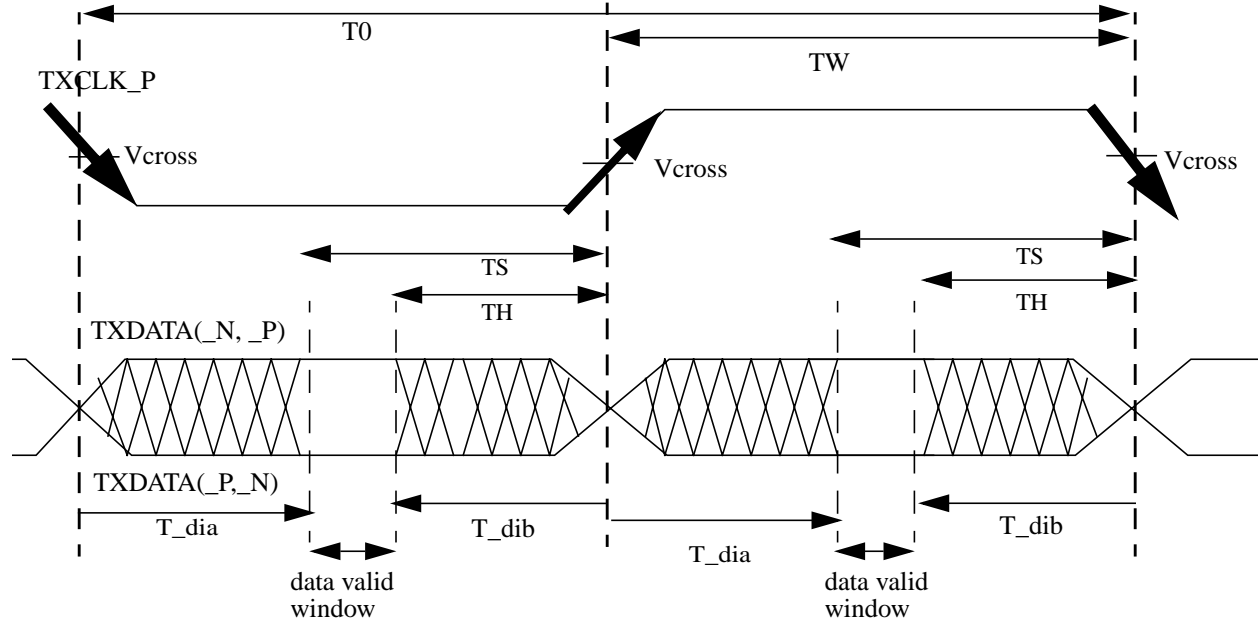 T0
TW
TXCLK_P
Vcross
Vcross
Vcross
TS
TS
TH
TH
TXDATA(_N, _P)
TXDATA(_P,_N)
T_dia
T_dib
T_dia
T_dib
data valid
window
data valid
window